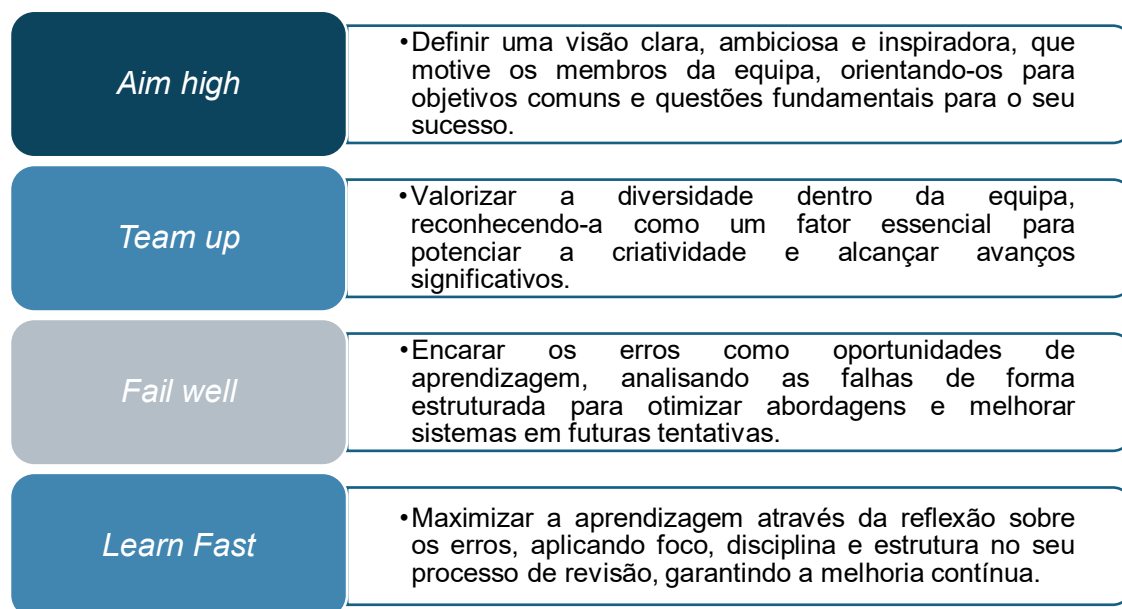 Aim high
•Definir uma visão clara, ambiciosa e inspiradora, que
motive os membros da equipa, orientando-os para
objetivos comuns e questões fundamentais para o seu
sucesso.
Team up
•Valorizar a diversidade dentro da equipa,
reconhecendo-a como um fator essencial para
potenciar a criatividade e alcançar avanços
significativos.
Fail well
•Encarar os erros como oportunidades de
aprendizagem, analisando as falhas de forma
estruturada para otimizar abordagens e melhorar
sistemas em futuras tentativas.
Learn Fast
•Maximizar a aprendizagem através da reflexão sobre
os erros, aplicando foco, disciplina e estrutura no seu
processo de revisão, garantindo a melhoria contínua.